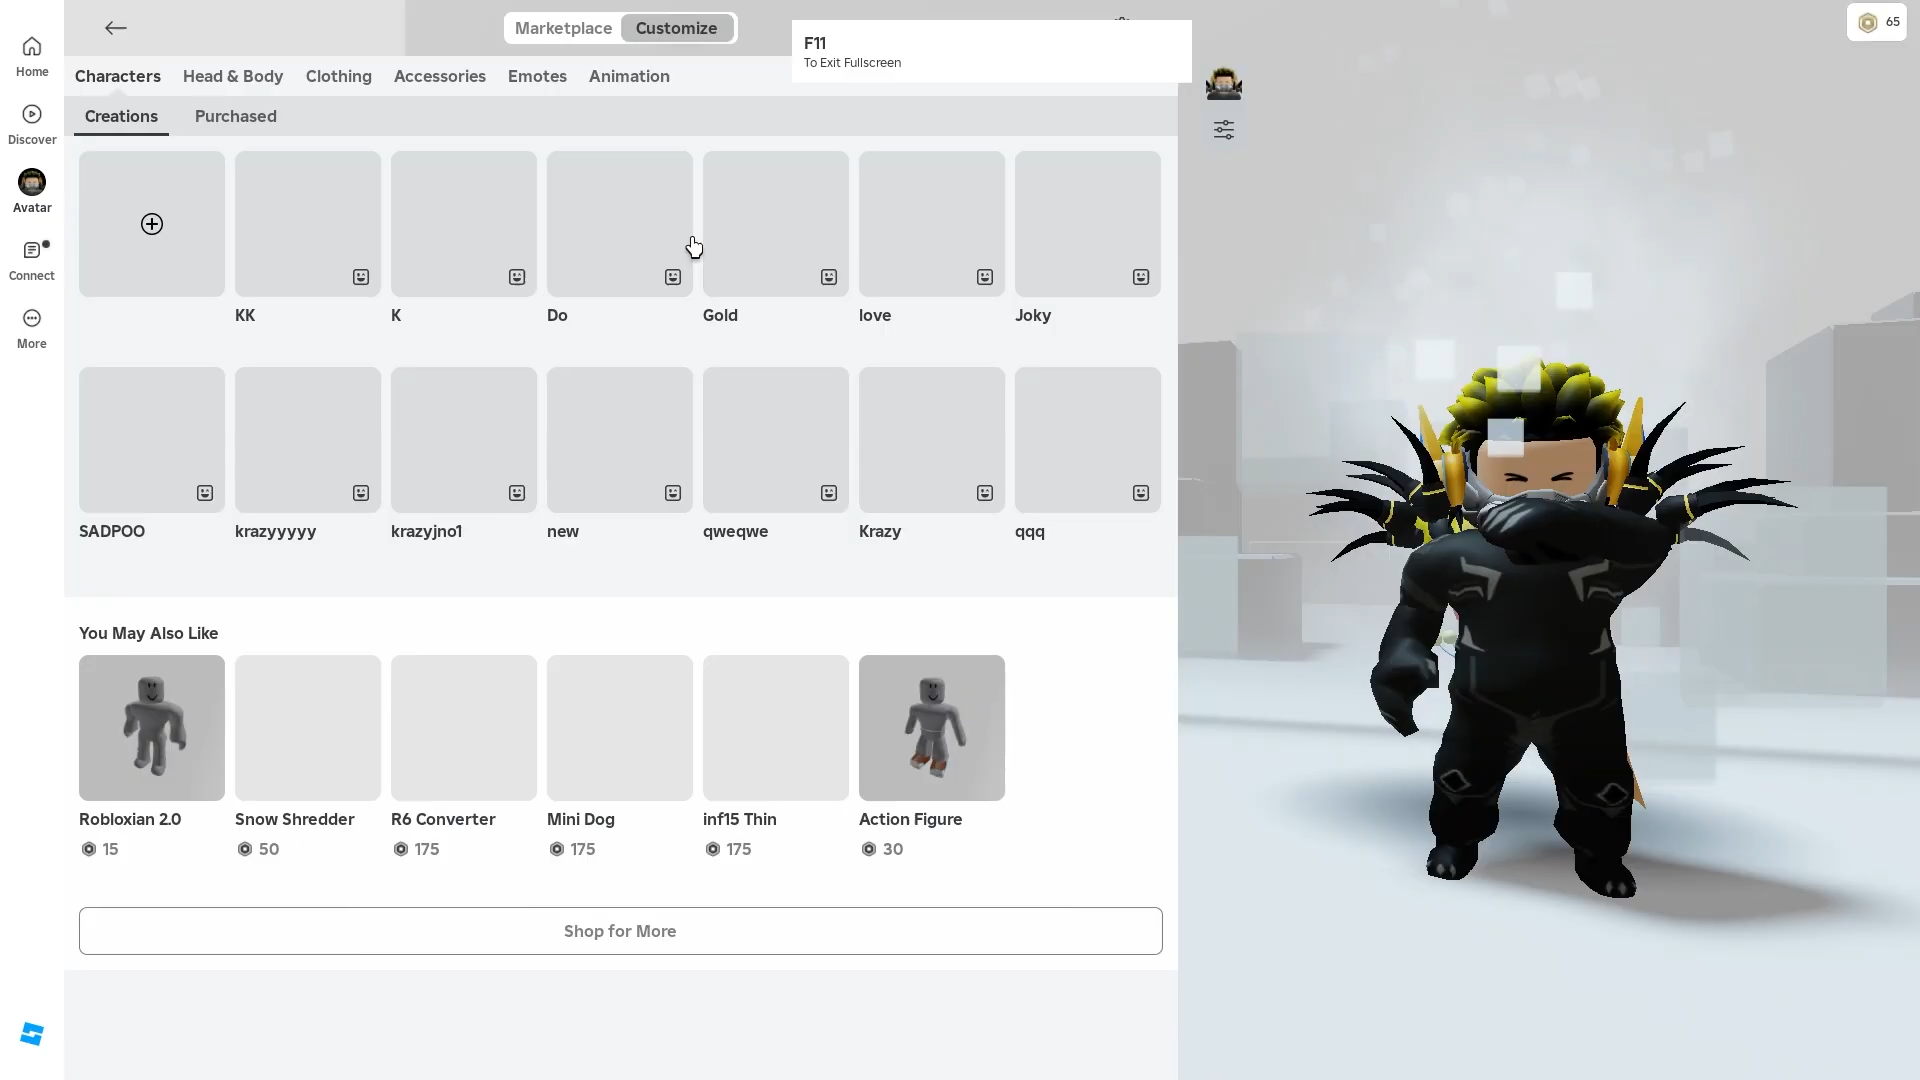 Marketplace
Customize
65
F11
To Exit Fullscreen
Home
Discover
Avatar
Connect
More
Characters
Head & Body
Clothing
Accessories
Emotes
Animation
Creations
Purchased
KK
K
Do
Gold
love
Joky
SADPOO
krazyyyyy
krazyjno1
new
qweqwe
Krazy
qqq
You May Also Like
Robloxian 2.0
Snow Shredder
R6 Converter
Mini Dog
inf15 Thin
Action Figure
15
50
175
175
175
30
Shop for More